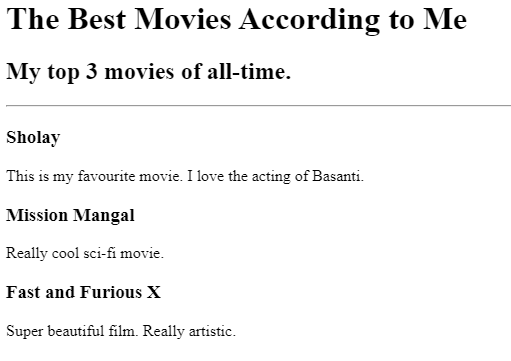 The Best Movies According to Me
My top 3 movies of all-time.
Sholay
This is my favourite movie. I love the acting of Basanti.
Mission Mangal
Really cool sci-fi movie.
Fast and Furious X
Super beautiful film. Really artistic.